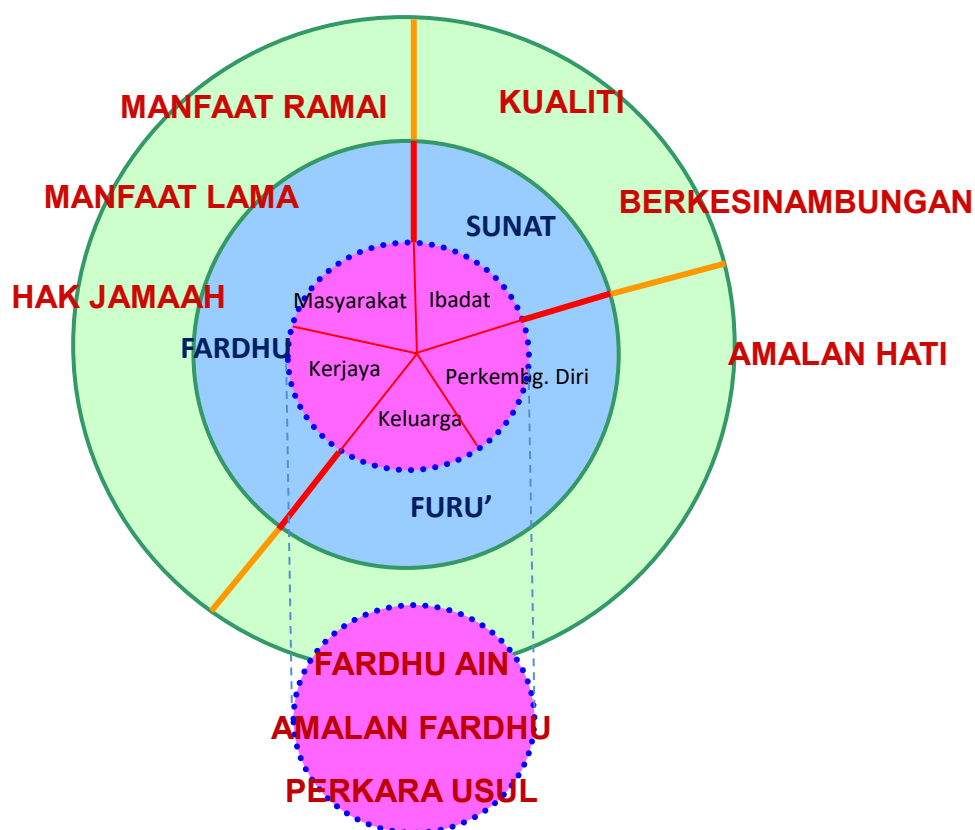 KUALITI
MANFAAT RAMAI
MANFAAT LAMA
BERKESINAMBUNGAN
SUNAT
HAK JAMAAH
Masyarakat
Ibadat
FARDHU
AMALAN HATI
Kerjaya
Perkembg. Diri
Keluarga
FURU’
FARDHU AIN
AMALAN FARDHU
PERKARA USUL